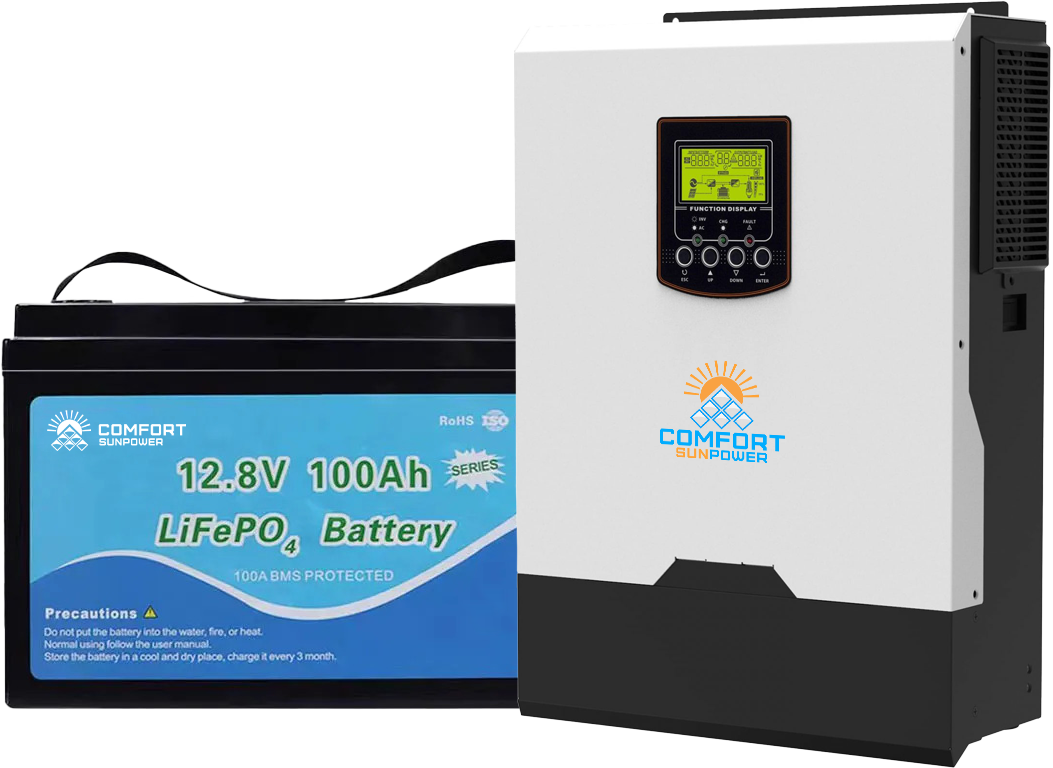 COMFORT
SUNPOWER
RoHS ISO
12.8V 100Ah
SERIES
LiFePO4 Battery
100A BMS PROTECTED
Precautions
Do not put the battery into the water, fire, or heat.
Normal using follow the user manual.
Store the battery in a cool and dry place, charge it every 3 month.
FUNCTION DISPLAY
INV
AC
CHG
FAULT
ESC UP DOWN ENTER
COMFORT
SUNPOWER